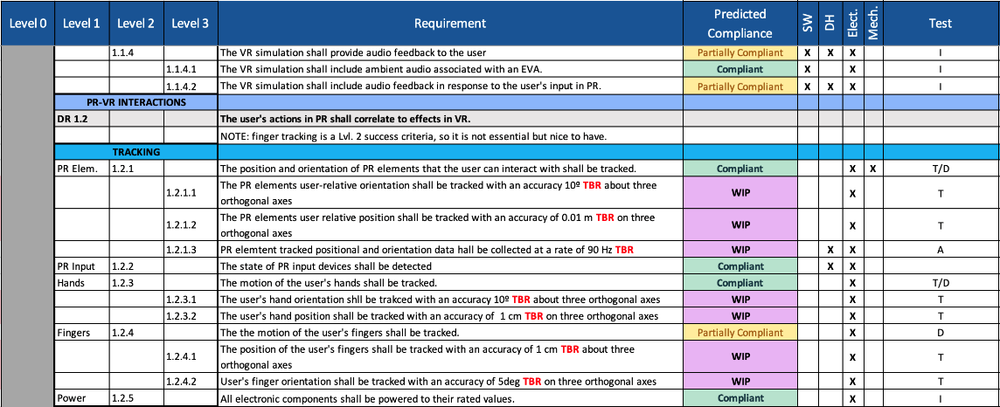 Level 0 Level 1 Level 2 Level 3 Requirement Predicted Compliance SW DH Elect. Mech. Test
1.1.4 The VR simulation shall provide audio feedback to the user Partially Compliant X X X I
1.1.4.1 The VR simulation shall include ambient audio associated with an EVA. Compliant X X I
1.1.4.2 The VR simulation shall include audio feedback in response to the user's input in PR. Partially Compliant X X X I
PR-VR INTERACTIONS
DR 1.2 The user's actions in PR shall correlate to effects in VR.
NOTE: finger tracking is a Lvl. 2 success criteria, so it is not essential but nice to have.
TRACKING
PR Elem. 1.2.1 The position and orientation of PR elements that the user can interact with shall be tracked. Compliant X X T/D
1.2.1.1 The PR elements user-relative orientation shall be tracked with an accuracy 10º TBR about three
orthogonal axes WIP X T
1.2.1.2 The PR elements user relative position shall be tracked with an accuracy of 0.01 m TBR on three
orthogonal axes WIP X T
1.2.1.3 PR elemtent tracked positional and orientation data hall be collected at a rate of 90 Hz TBR WIP X X A
PR Input 1.2.2 The state of PR input devices shall be detected Compliant X X
Hands 1.2.3 The motion of the user's hands shall be tracked. Compliant X T/D
1.2.3.1 The user's hand orientation shll be trakced with an accuracy 10º TBR about three orthogonal axes WIP X T
1.2.3.2 The user's hand position shall be tracked with an accuracy of 1 cm TBR on three orthogonal axes WIP X T
Fingers 1.2.4 The the motion of the user's fingers shall be tracked. Partially Compliant X D
1.2.4.1 The position of the user's fingers shall be tracked with an accuracy of 1 cm TBR about three
orthogonal axes WIP X T
1.2.4.2 User's finger orientation shall be tracked with an accuracy of 5deg TBR on three orthogonal axes WIP X T
Power 1.2.5 All electronic components shall be powered to their rated values. Compliant X I